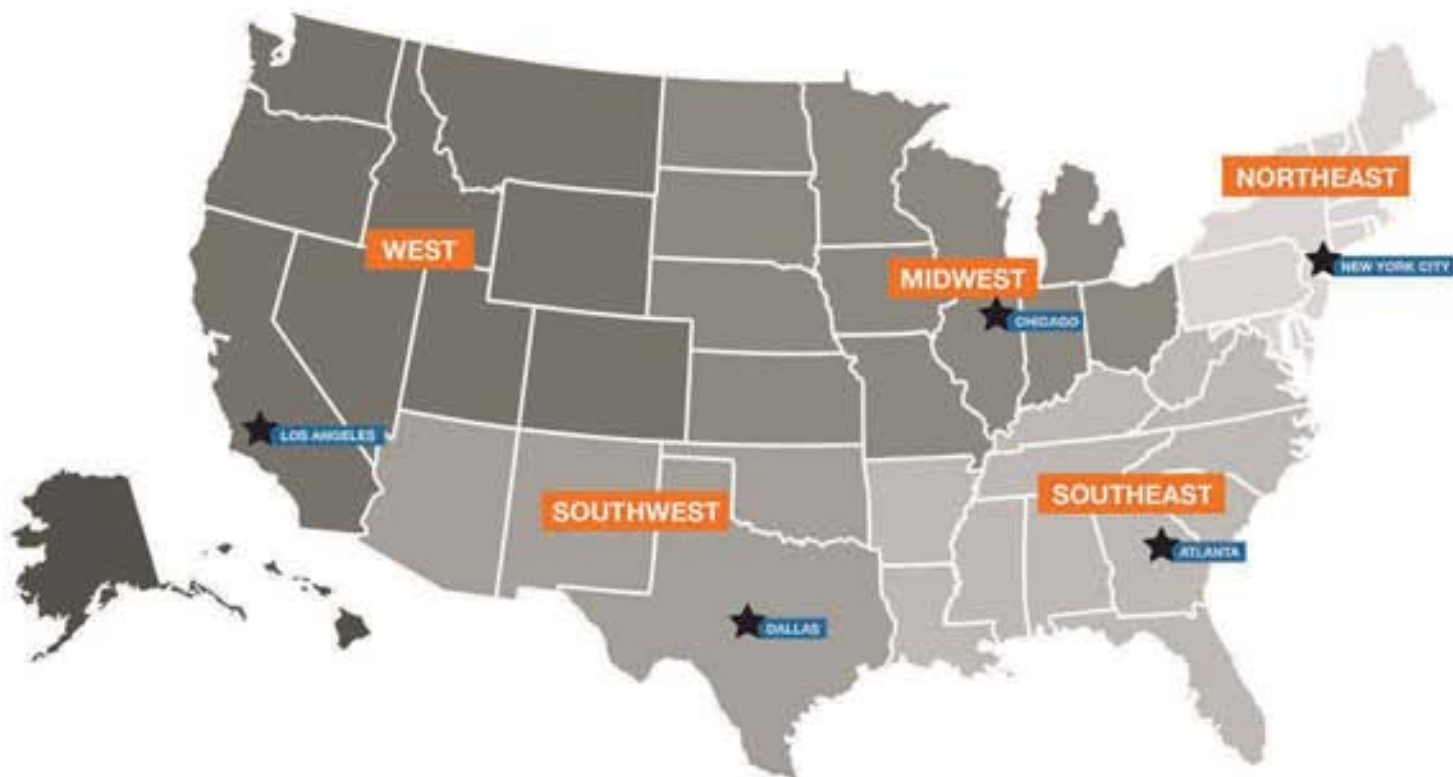 NORTHEAST
WEST
NEW YORK CITY
MIDWEST
CHICAGO
LOS ANGELES
SOUTHEAST
SOUTHWEST
ATLANTA
DALLAS